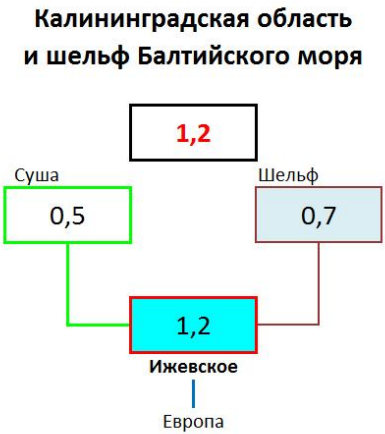 Калининградская область
и шельф Балтийского моря
1,2
Суша
Шельф
0,5
0,7
1,2
Ижевское
Европа